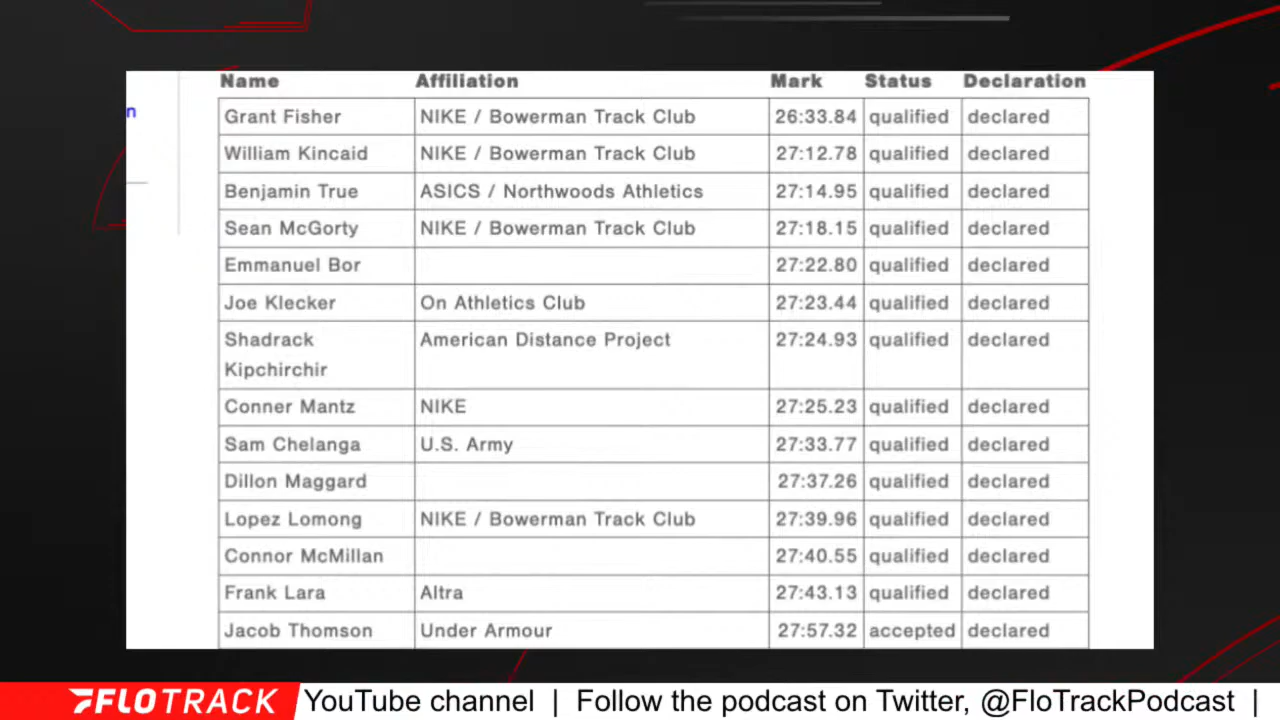 Name Affiliation Mark Status Declaration
n
Grant Fisher NIKE / Bowerman Track Club 26:33.84 qualified declared
William Kincaid NIKE / Bowerman Track Club 27:12.78 qualified declared
Benjamin True ASICS / Northwoods Athletics 27:14.95 qualified declared
Sean McGorty NIKE / Bowerman Track Club 27:18.15 qualified declared
Emmanuel Bor 27:22.80 qualified declared
Joe Klecker On Athletics Club 27:23.44 qualified declared
Shadrack American Distance Project 27:24.93 qualified declared
Kipchirchir
Conner Mantz NIKE 27:25.23 qualified declared
Sam Chelanga U.S. Army 27:33.77 qualified declared
Dillon Maggard 27:37.26 qualified declared
Lopez Lomong NIKE / Bowerman Track Club 27:39.96 qualified declared
Connor McMillan 27:40.55 qualified declared
Frank Lara Altra 27:43.13 qualified declared
Jacob Thomson Under Armour 27:57.32 accepted declared
FLOTRACK YouTube channel | Follow the podcast on Twitter, @FloTrackPodcast |